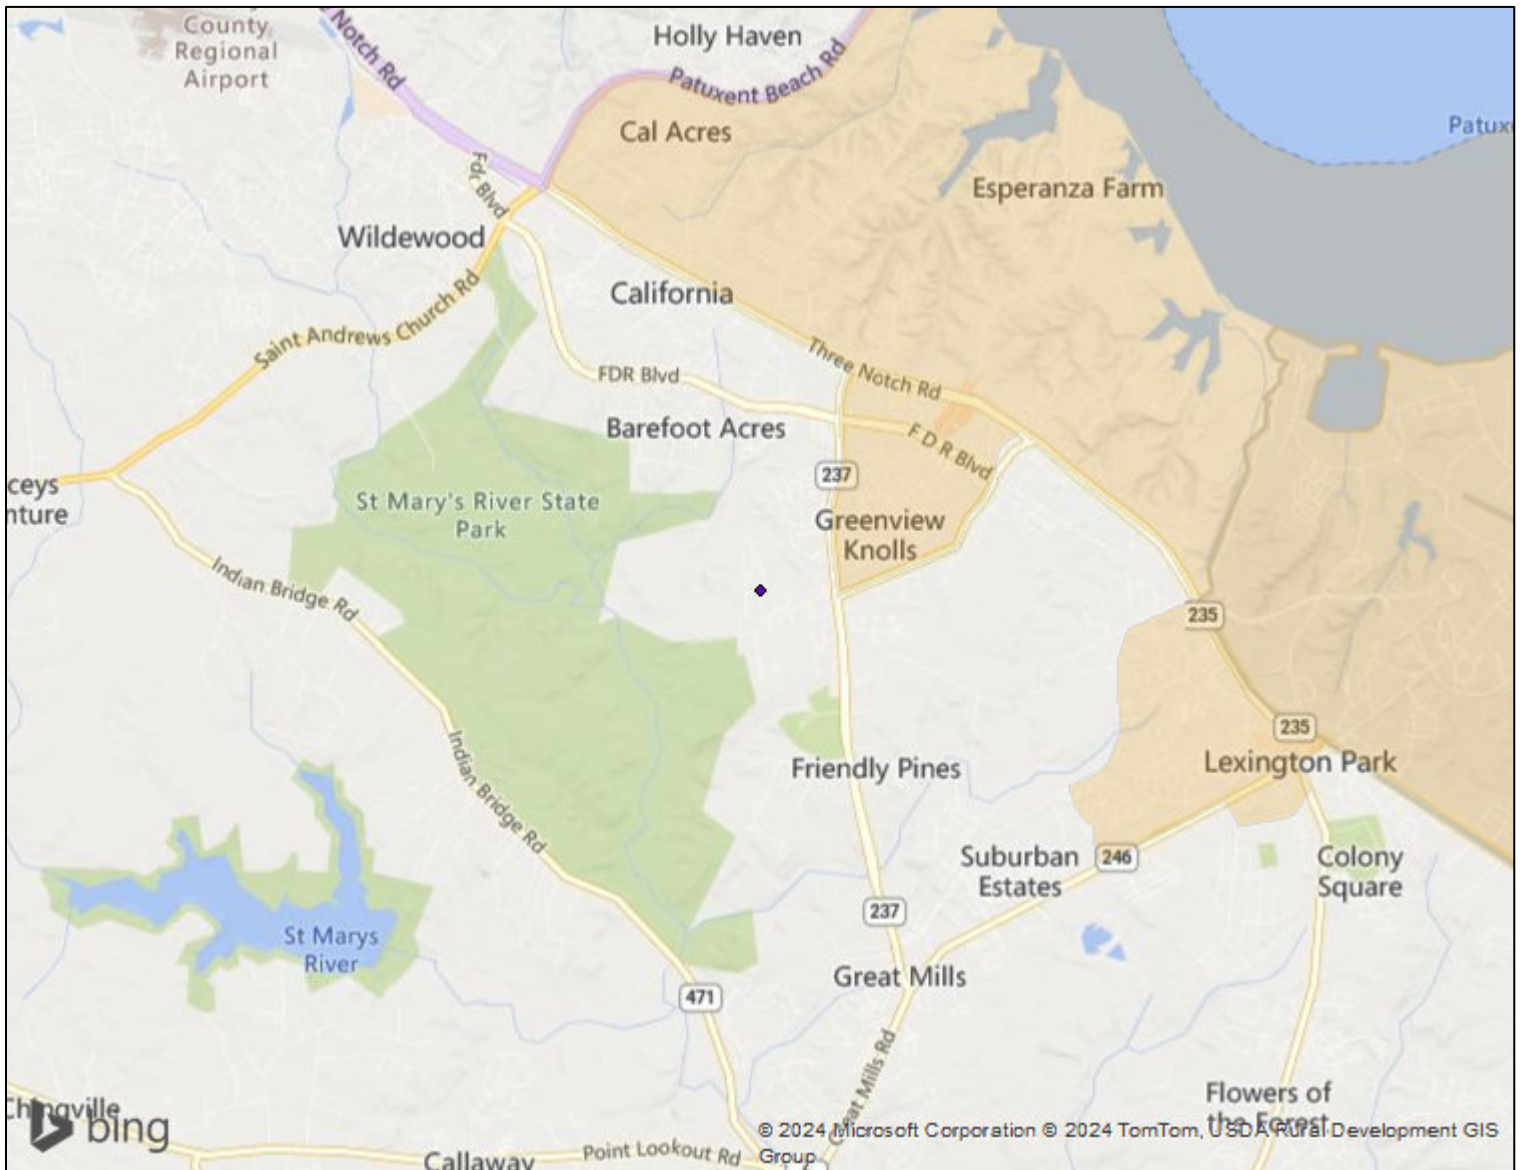 County
Regional
Airport
Notch Rd
Holly Haven
Patuxent Beach Rd
Cal Acres
Patux
Esperanza Farm
Fdr Blvd
Wildewood
California
Saint Andrews Church Rd
Three Notch Rd
FDR Blvd
Barefoot Acres
F D R Blvd
237
ceys
nture
St Mary's River State
Park
Greenview
Knolls
Indian Bridge Rd
235
235
Lexington Park
Friendly Pines
Indian Bridge Rd
Suburban
Estates
246
Colony
Square
237
St Marys
River
Great Mills
471
Great Mills Rd
Flowers of
the Forest
Chingville
bing
© 2024 Microsoft Corporation © 2024 TomTom, USDA Rural Development GIS
Group
Point Lookout Rd
Callaway